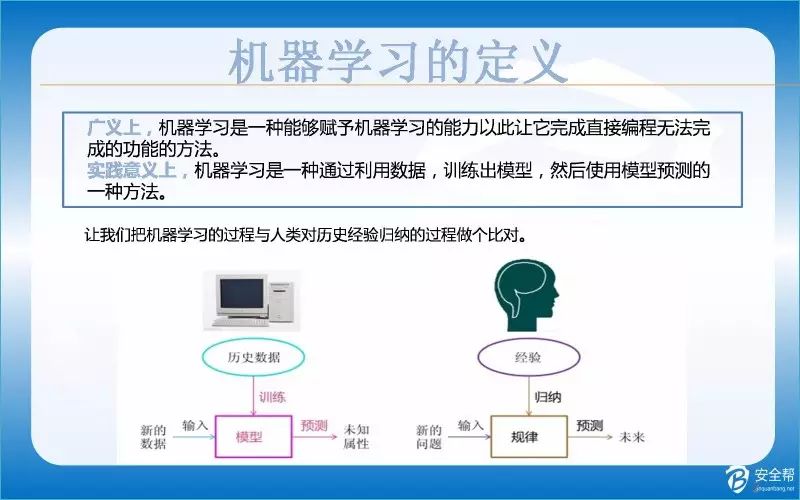 机器学习的定义
广义上，机器学习是一种能够赋予机器学习的能力以此让它完成直接编程无法完
成的功能的方法。
实践意义上，机器学习是一种通过利用数据，训练出模型，然后使用模型预测的
一种方法。
让我们把机器学习的过程与人类对历史经验归纳的过程做个比对。
历史数据
训练
新的
数据
输入
模型
预测
未知
属性
经验
归纳
新的
问题
输入
规律
预测
未来
安全帮
anquanbang.net